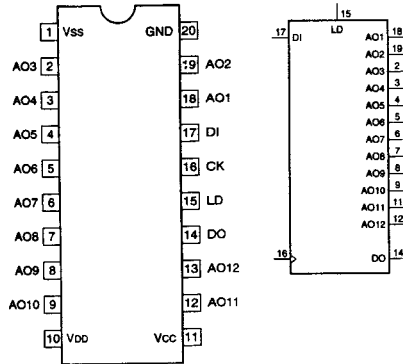 1 VSS GND 20
AO3 2 19 AO2
AO4 3 18 AO1
AO5 4 17 DI
AO6 5 16 CK
AO7 6 15 LD
AO8 7 14 DO
AO9 8 13 AO12
AO10 9 12 AO11
10 VDD VCC 11
15
LD
17 DI
AO1 18
AO2 19
AO3 2
AO4 3
AO5 4
AO6 5
AO7 6
AO8 7
AO9 8
AO10 9
AO11 11
AO12 12
16 DO 14